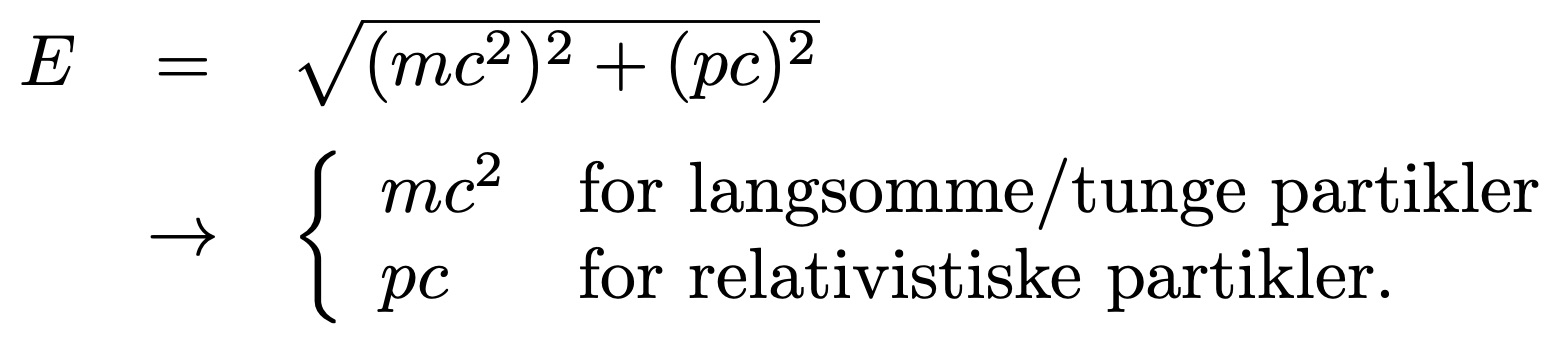 E = √(mc²)² + (pc)²
→ { mc² for langsomme/tunge partikler
pc for relativistiske partikler.